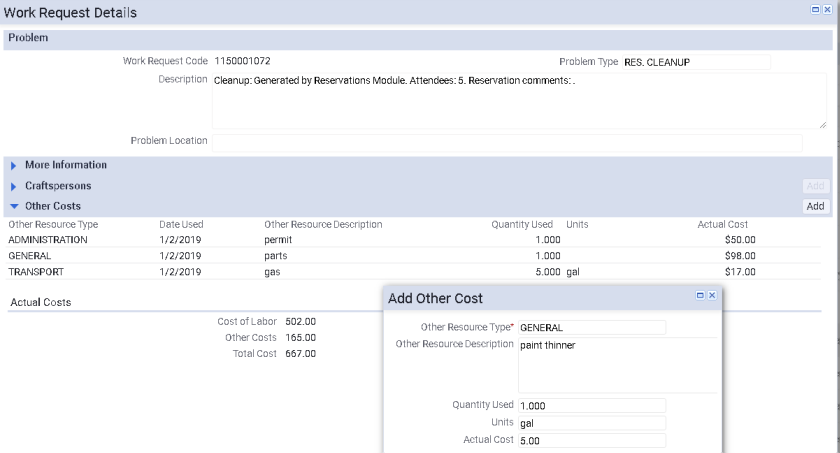 Work Request Details
Problem
Work Request Code 1150001072 Problem Type RES. CLEANUP
Description Cleanup: Generated by Reservations Module. Attendees: 5. Reservation comments: .
Problem Location
More Information
Craftspersons Add
Other Costs Add
Other Resource Type Date Used Other Resource Description Quantity Used Units Actual Cost
ADMINISTRATION 1/2/2019 permit 1.000 $50.00
GENERAL 1/2/2019 parts 1.000 $98.00
TRANSPORT 1/2/2019 gas 5.000 gal $17.00
Actual Costs
Cost of Labor 502.00
Other Costs 165.00
Total Cost 667.00
Add Other Cost
Other Resource Type* GENERAL
Other Resource Description paint thinner
Quantity Used 1.000
Units gal
Actual Cost 5.00